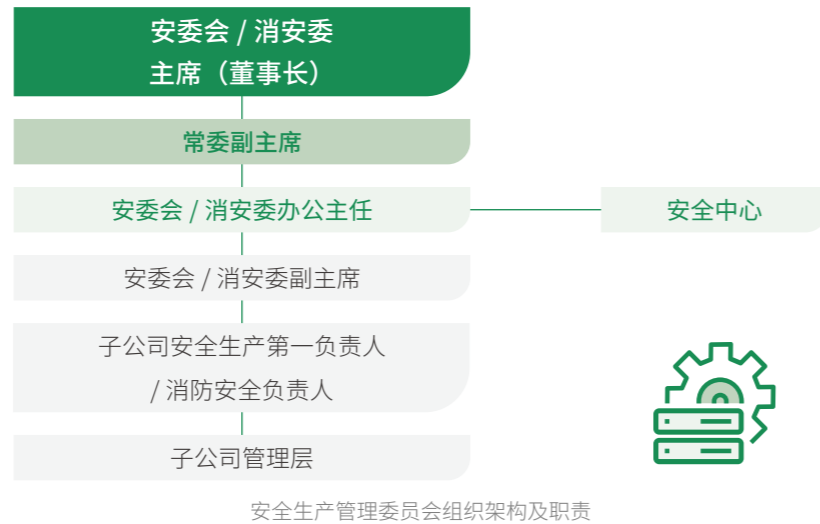 安委会 / 消安委
主席（董事长）
常委副主席
安委会 / 消安委办公主任
安全中心
安委会 / 消安委副主席
子公司安全生产第一负责人
/ 消防安全负责人
子公司管理层
安全生产管理委员会组织架构及职责